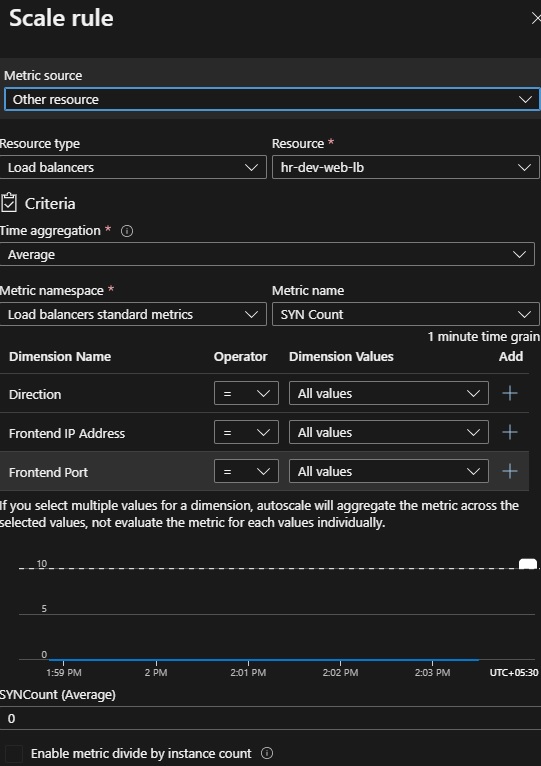 Scale rule
Metric source
Other resource
Resource type Resource *
Load balancers hr-dev-web-lb
Criteria
Time aggregation *
Average
Metric namespace * Metric name
Load balancers standard metrics SYN Count
1 minute time grain
Dimension Name Operator Dimension Values Add
Direction = All values +
Frontend IP Address = All values +
Frontend Port = All values +
If you select multiple values for a dimension, autoscale will aggregate the metric across the
selected values, not evaluate the metric for each values individually.
10
5
0
1:59 PM 2 PM 2:01 PM 2:02 PM 2:03 PM UTC+05:30
SYNCount (Average)
0
Enable metric divide by instance count